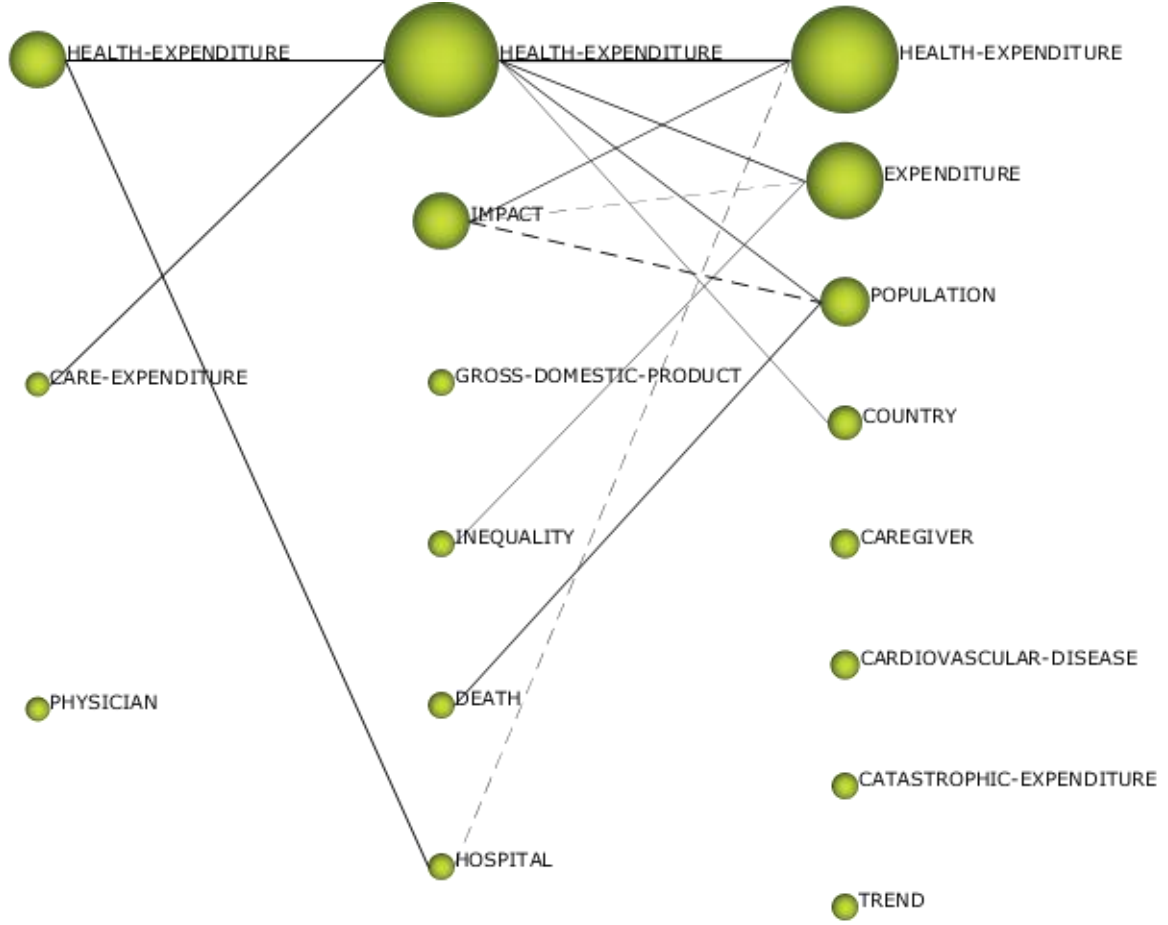 HEALTH-EXPENDITURE
CARE-EXPENDITURE
PHYSICIAN
HEALTH-EXPENDITURE
IMPACT
GROSS-DOMESTIC-PRODUCT
INEQUALITY
DEATH
HOSPITAL
HEALTH-EXPENDITURE
EXPENDITURE
POPULATION
COUNTRY
CAREGIVER
CARDIOVASCULAR-DISEASE
CATASTROPHIC-EXPENDITURE
TREND